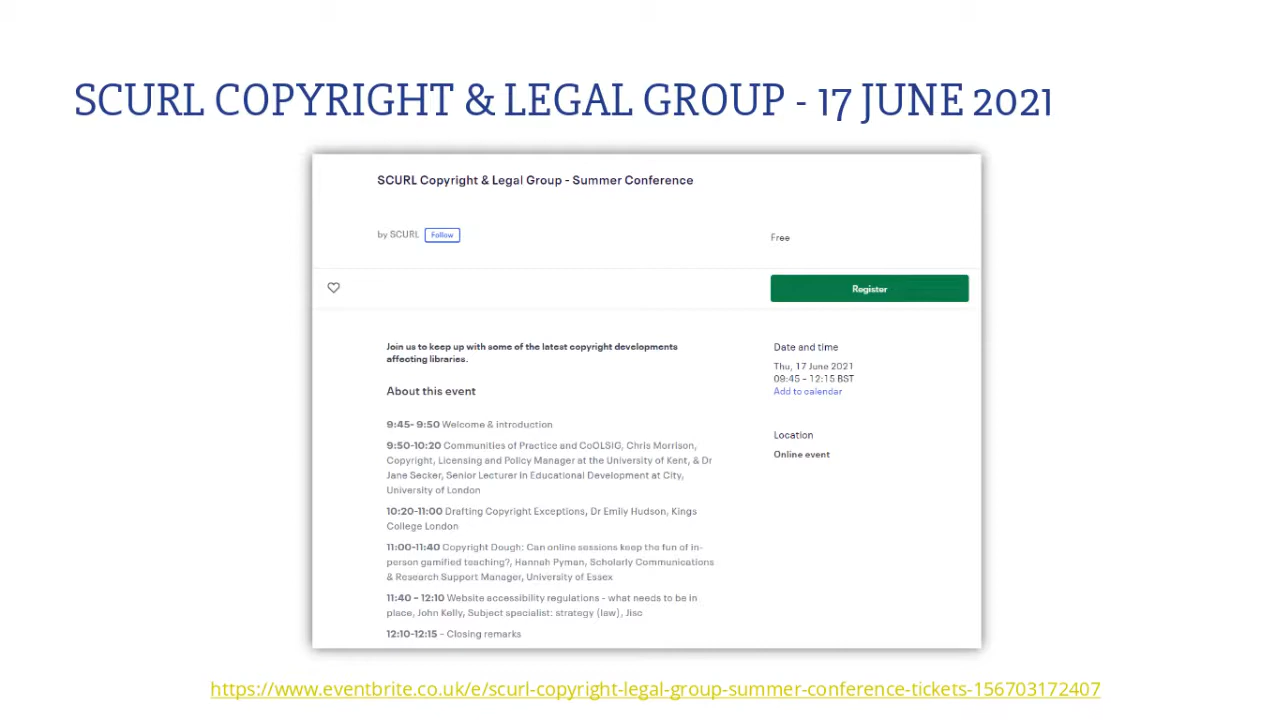 SCURL COPYRIGHT & LEGAL GROUP - 17 JUNE 2021
SCURL Copyright & Legal Group - Summer Conference
by SCURL Follow
Free
Register
Join us to keep up with some of the latest copyright developments
affecting libraries.
About this event
9:45- 9:50 Welcome & introduction
9:50-10:20 Communities of Practice and CoOLSIG, Chris Morrison,
Copyright, Licensing and Policy Manager at the University of Kent, & Dr
Jane Secker, Senior Lecturer in Educational Development at City,
University of London
10:20-11:00 Drafting Copyright Exceptions, Dr Emily Hudson, Kings
College London
11:00-11:40 Copyright Dough: Can online sessions keep the fun of in-
person gamified teaching?, Hannah Pyman, Scholarly Communications
& Research Support Manager, University of Essex
11:40 - 12:10 Website accessibility regulations - what needs to be in
place, John Kelly, Subject specialist: strategy (law), Jisc
12:10-12:15 - Closing remarks
Date and time
Thu, 17 June 2021
09:45 – 12:15 BST
Add to calendar
Location
Online event
https://www.eventbrite.co.uk/e/scurl-copyright-legal-group-summer-conference-tickets-156703172407